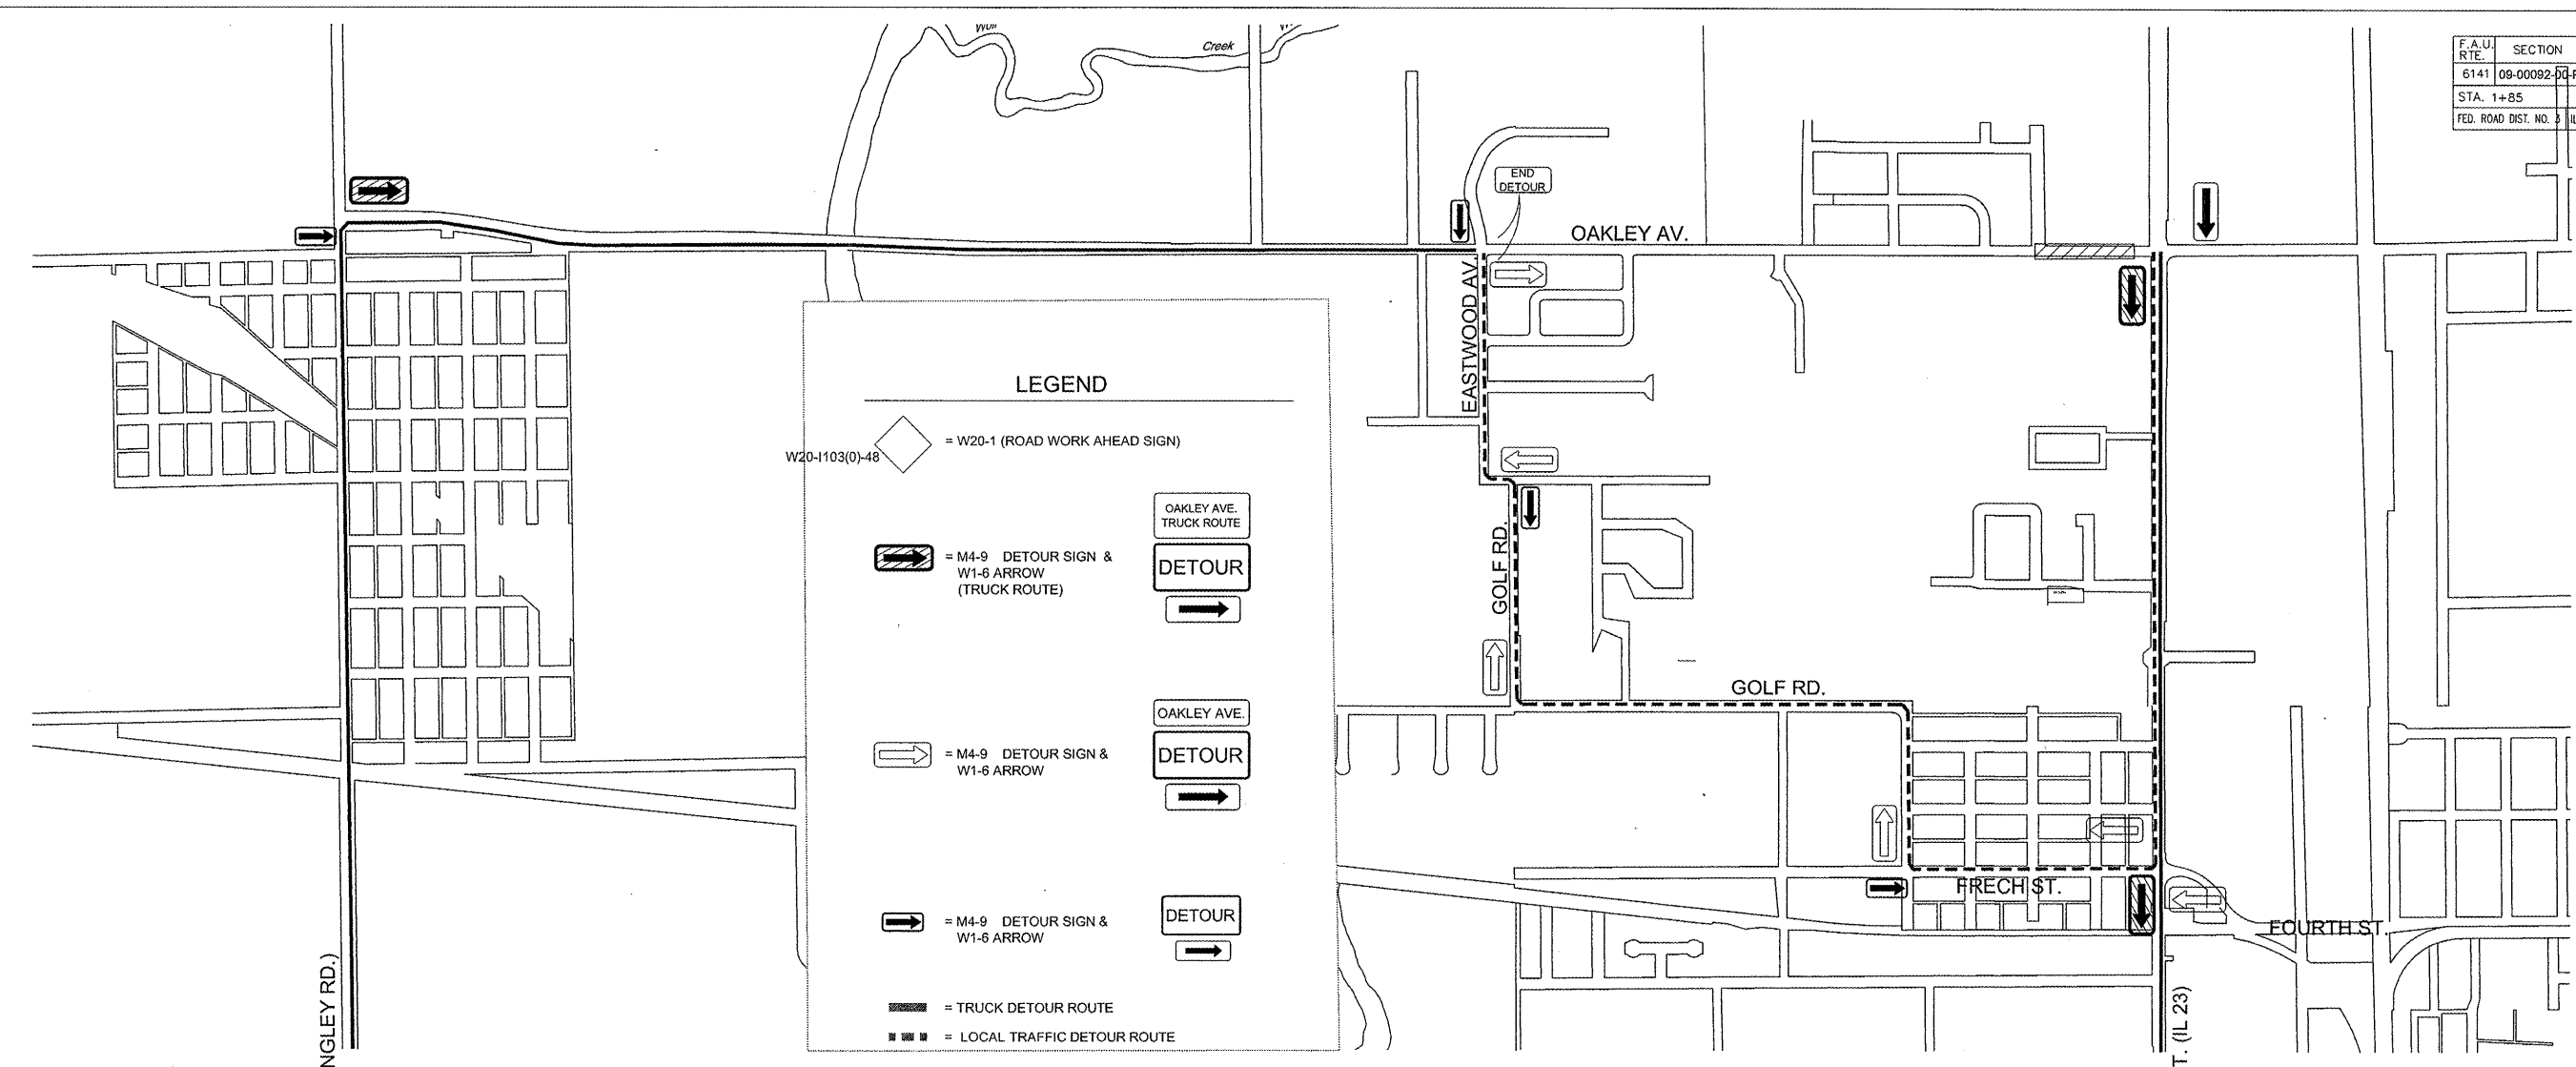 Creek
F.A.U. RTE. SECTION
6141 09-00092-00-
STA. 1+85
FED. ROAD DIST. NO. IL
END
DETOUR
OAKLEY AV.
EASTWOOD AV.
GOLF RD.
GOLF RD.
FRECH ST.
FOURTH ST.
NGLEY RD.)
T. (IL 23)
LEGEND
W20-I103(0)-48
= W20-1 (ROAD WORK AHEAD SIGN)
= M4-9 DETOUR SIGN &
W1-6 ARROW
(TRUCK ROUTE)
OAKLEY AVE.
TRUCK ROUTE
DETOUR
= M4-9 DETOUR SIGN &
W1-6 ARROW
OAKLEY AVE.
DETOUR
= M4-9 DETOUR SIGN &
W1-6 ARROW
DETOUR
= TRUCK DETOUR ROUTE
= LOCAL TRAFFIC DETOUR ROUTE